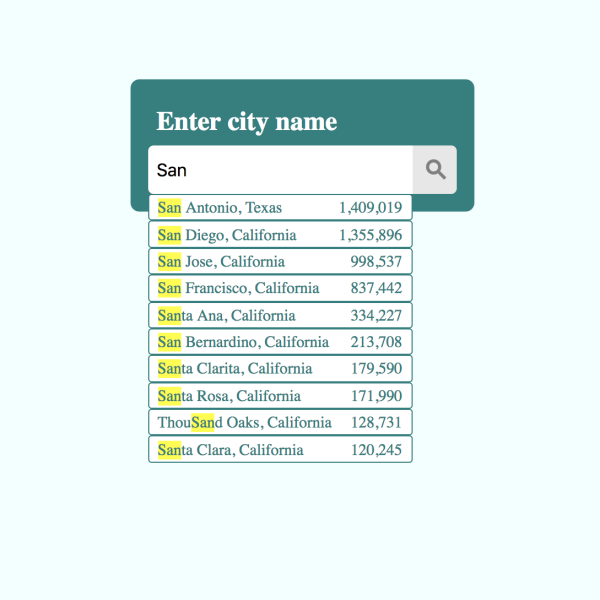 Enter city name
San
San Antonio, Texas 1,409,019
San Diego, California 1,355,896
San Jose, California 998,537
San Francisco, California 837,442
Santa Ana, California 334,227
San Bernardino, California 213,708
Santa Clarita, California 179,590
Santa Rosa, California 171,990
ThouSand Oaks, California 128,731
Santa Clara, California 120,245